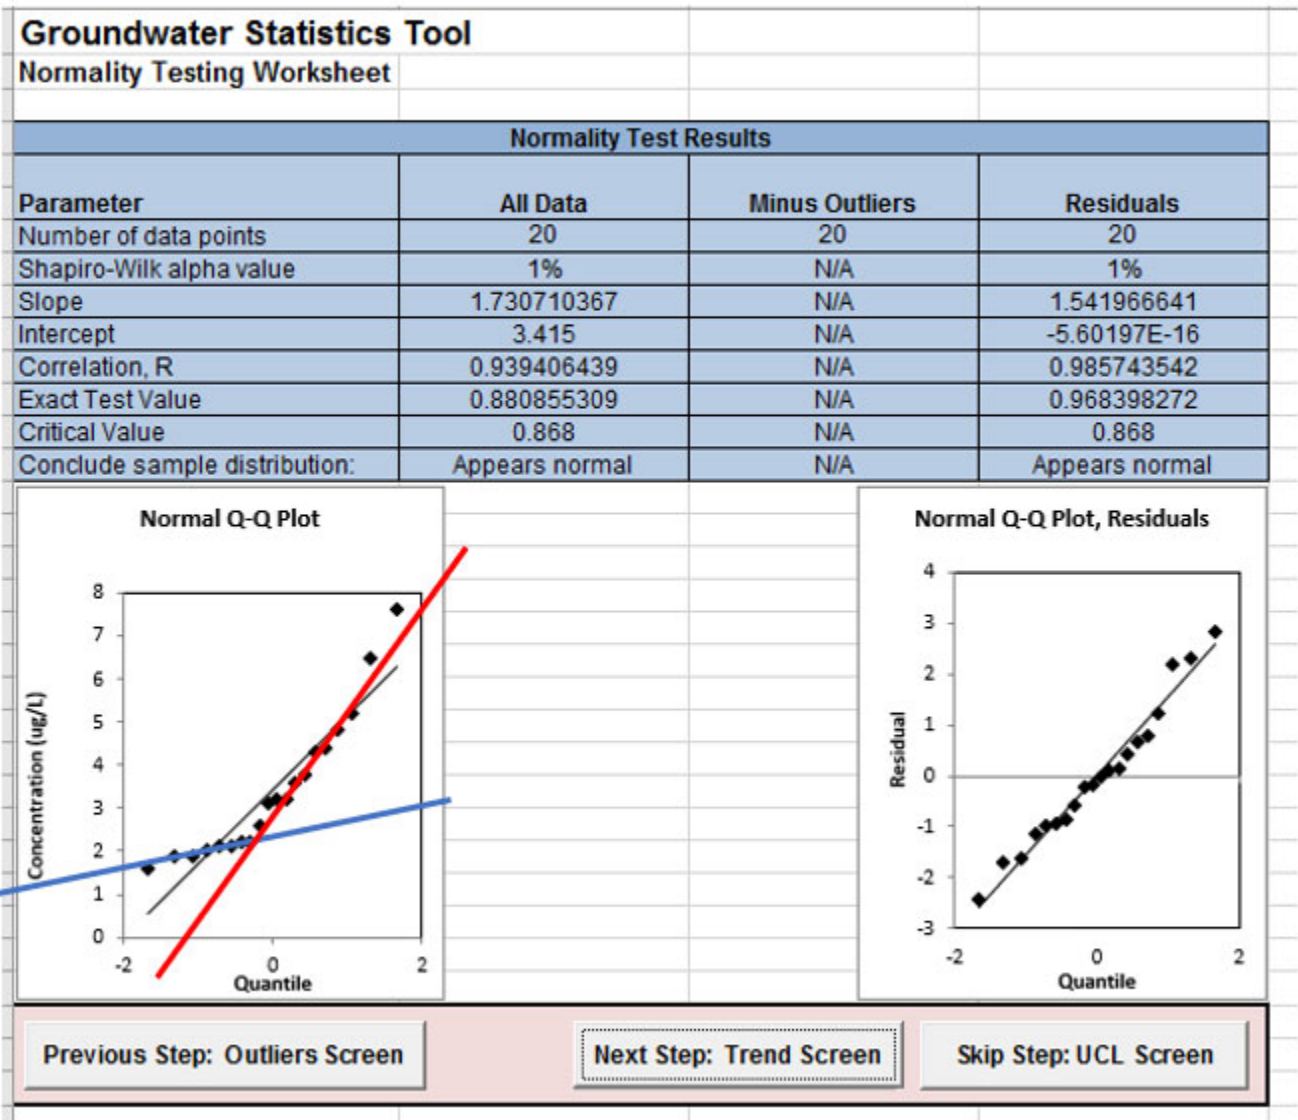 Groundwater Statistics Tool
Normality Testing Worksheet
Normality Test Results
Parameter All Data Minus Outliers Residuals
Number of data points 20 20 20
Shapiro-Wilk alpha value 1% N/A 1%
Slope 1.730710367 N/A 1.541966641
Intercept 3.415 N/A -5.60197E-16
Correlation, R 0.939406439 N/A 0.985743542
Exact Test Value 0.880855309 N/A 0.968398272
Critical Value 0.868 N/A 0.868
Conclude sample distribution: Appears normal N/A Appears normal
Normal Q-Q Plot
Concentration (ug/L)
8
7
6
5
4
3
2
1
0
-2 0 2
Quantile
Normal Q-Q Plot, Residuals
Residual
4
3
2
1
0
-1
-2
-3
-2 0 2
Quantile
Previous Step: Outliers Screen Next Step: Trend Screen Skip Step: UCL Screen